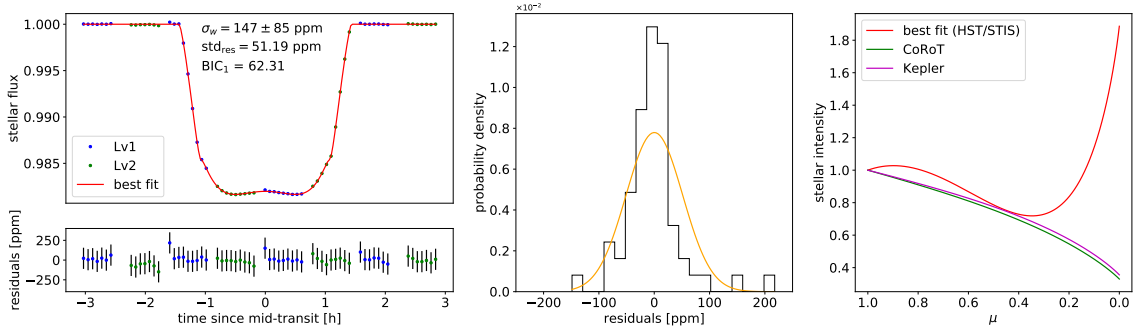 1.000
0.995
0.990
0.985
stellar flux
σw = 147 ± 85 ppm
stdres = 51.19 ppm
BIC1 = 62.31
Lv1
Lv2
best fit
250
0
−250
residuals [ppm]
−3 −2 −1 0 1 2 3
time since mid-transit [h]
×10⁻²
1.2
1.0
0.8
0.6
0.4
0.2
0.0
probability density
−200 −100 0 100 200
residuals [ppm]
best fit (HST/STIS)
CoRoT
Kepler
1.8
1.6
1.4
1.2
1.0
0.8
0.6
0.4
stellar intensity
1.0 0.8 0.6 0.4 0.2 0.0
μ